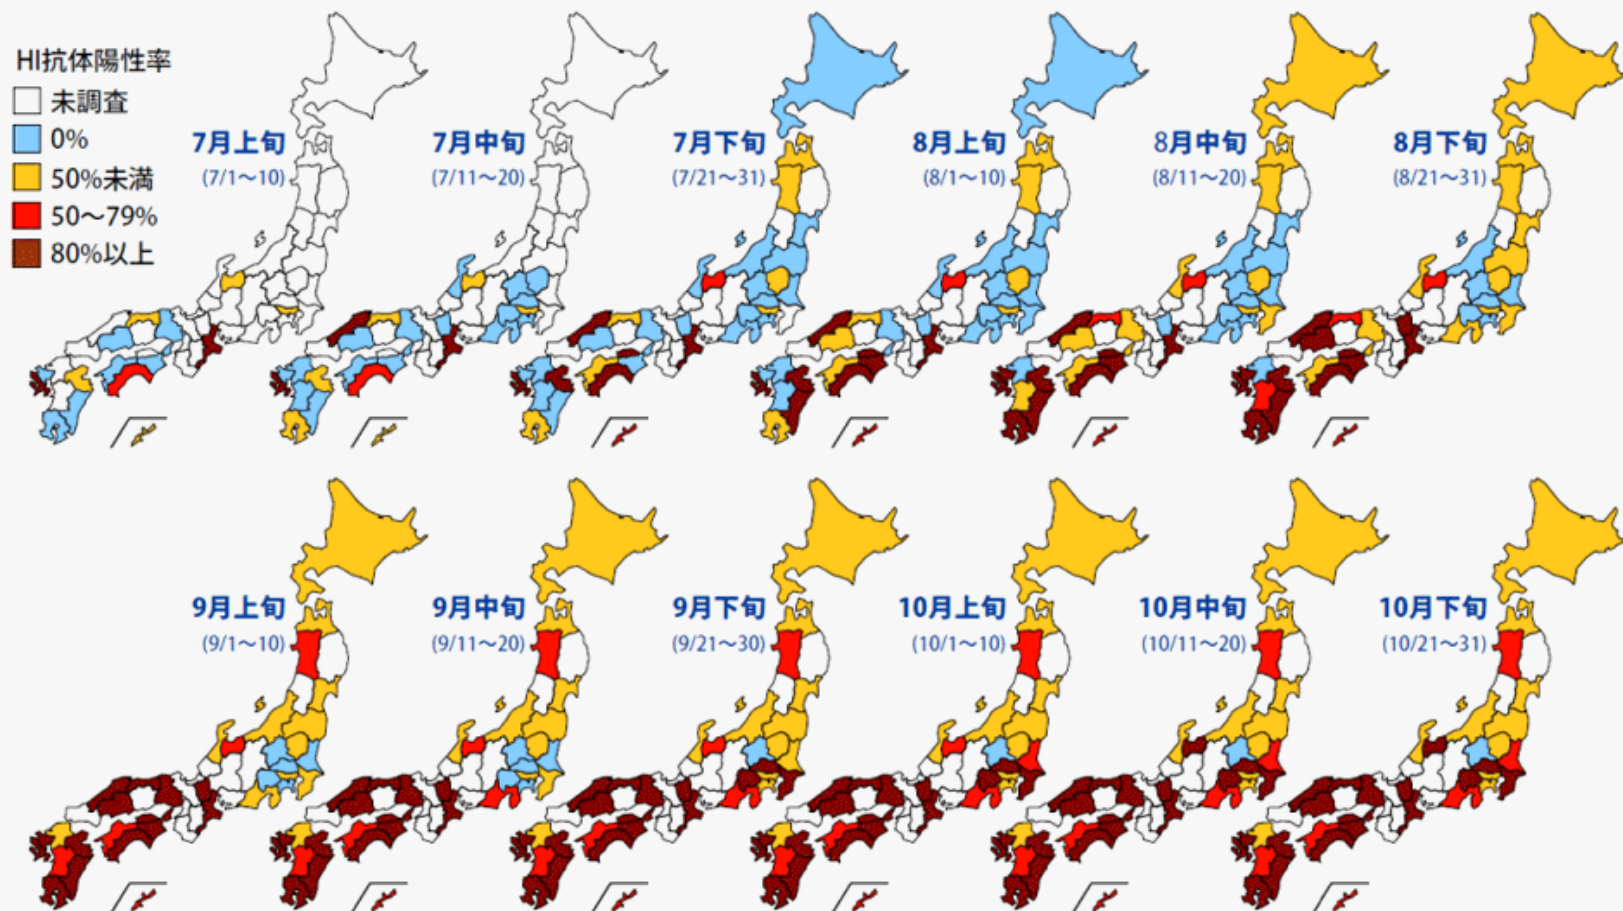 HI抗体陽性率
未調査
0%
50%未満
50～79%
80%以上
7月上旬
(7/1～10)
7月中旬
(7/11～20)
7月下旬
(7/21～31)
8月上旬
(8/1～10)
8月中旬
(8/11～20)
8月下旬
(8/21～31)
9月上旬
(9/1～10)
9月中旬
(9/11～20)
9月下旬
(9/21～30)
10月上旬
(10/1～10)
10月中旬
(10/11～20)
10月下旬
(10/21～31)